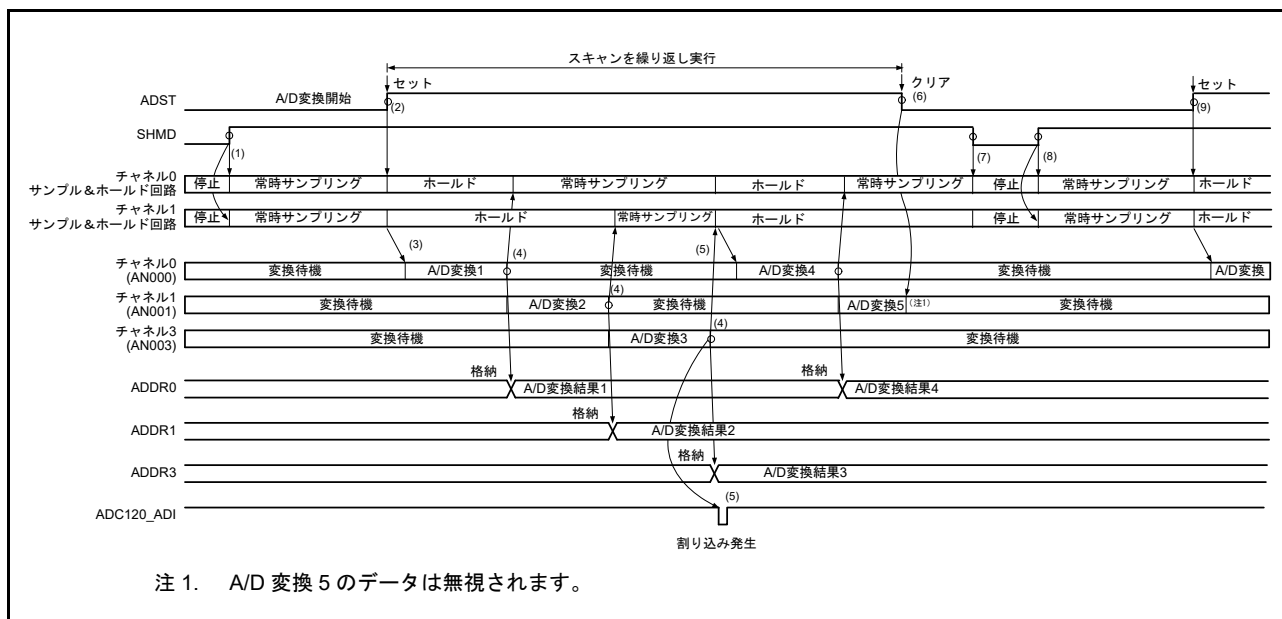 スキャンを繰り返し実行
セット
クリア
セット
ADST
A/D変換開始
(2)
(6)
(9)
SHMD
(1)
(7)
(8)
チャネル0
サンプル&ホールド回路
停止
常時サンプリング
ホールド
常時サンプリング
ホールド
常時サンプリング
停止
常時サンプリング
ホールド
チャネル1
サンプル&ホールド回路
停止
常時サンプリング
ホールド
常時サンプリング
ホールド
停止
常時サンプリング
ホールド
(3)
(4)
(5)
チャネル0
(AN000)
変換待機
A/D変換1
変換待機
A/D変換4
変換待機
A/D変換
チャネル1
(AN001)
変換待機
A/D変換2
(4)
変換待機
A/D変換5
(注1)
変換待機
チャネル3
(AN003)
変換待機
A/D変換3
(4)
変換待機
ADDR0
格納
A/D変換結果1
格納
A/D変換結果4
ADDR1
格納
A/D変換結果2
ADDR3
格納
A/D変換結果3
ADC120_ADI
(5)
割り込み発生
注 1. A/D 変換 5 のデータは無視されます。